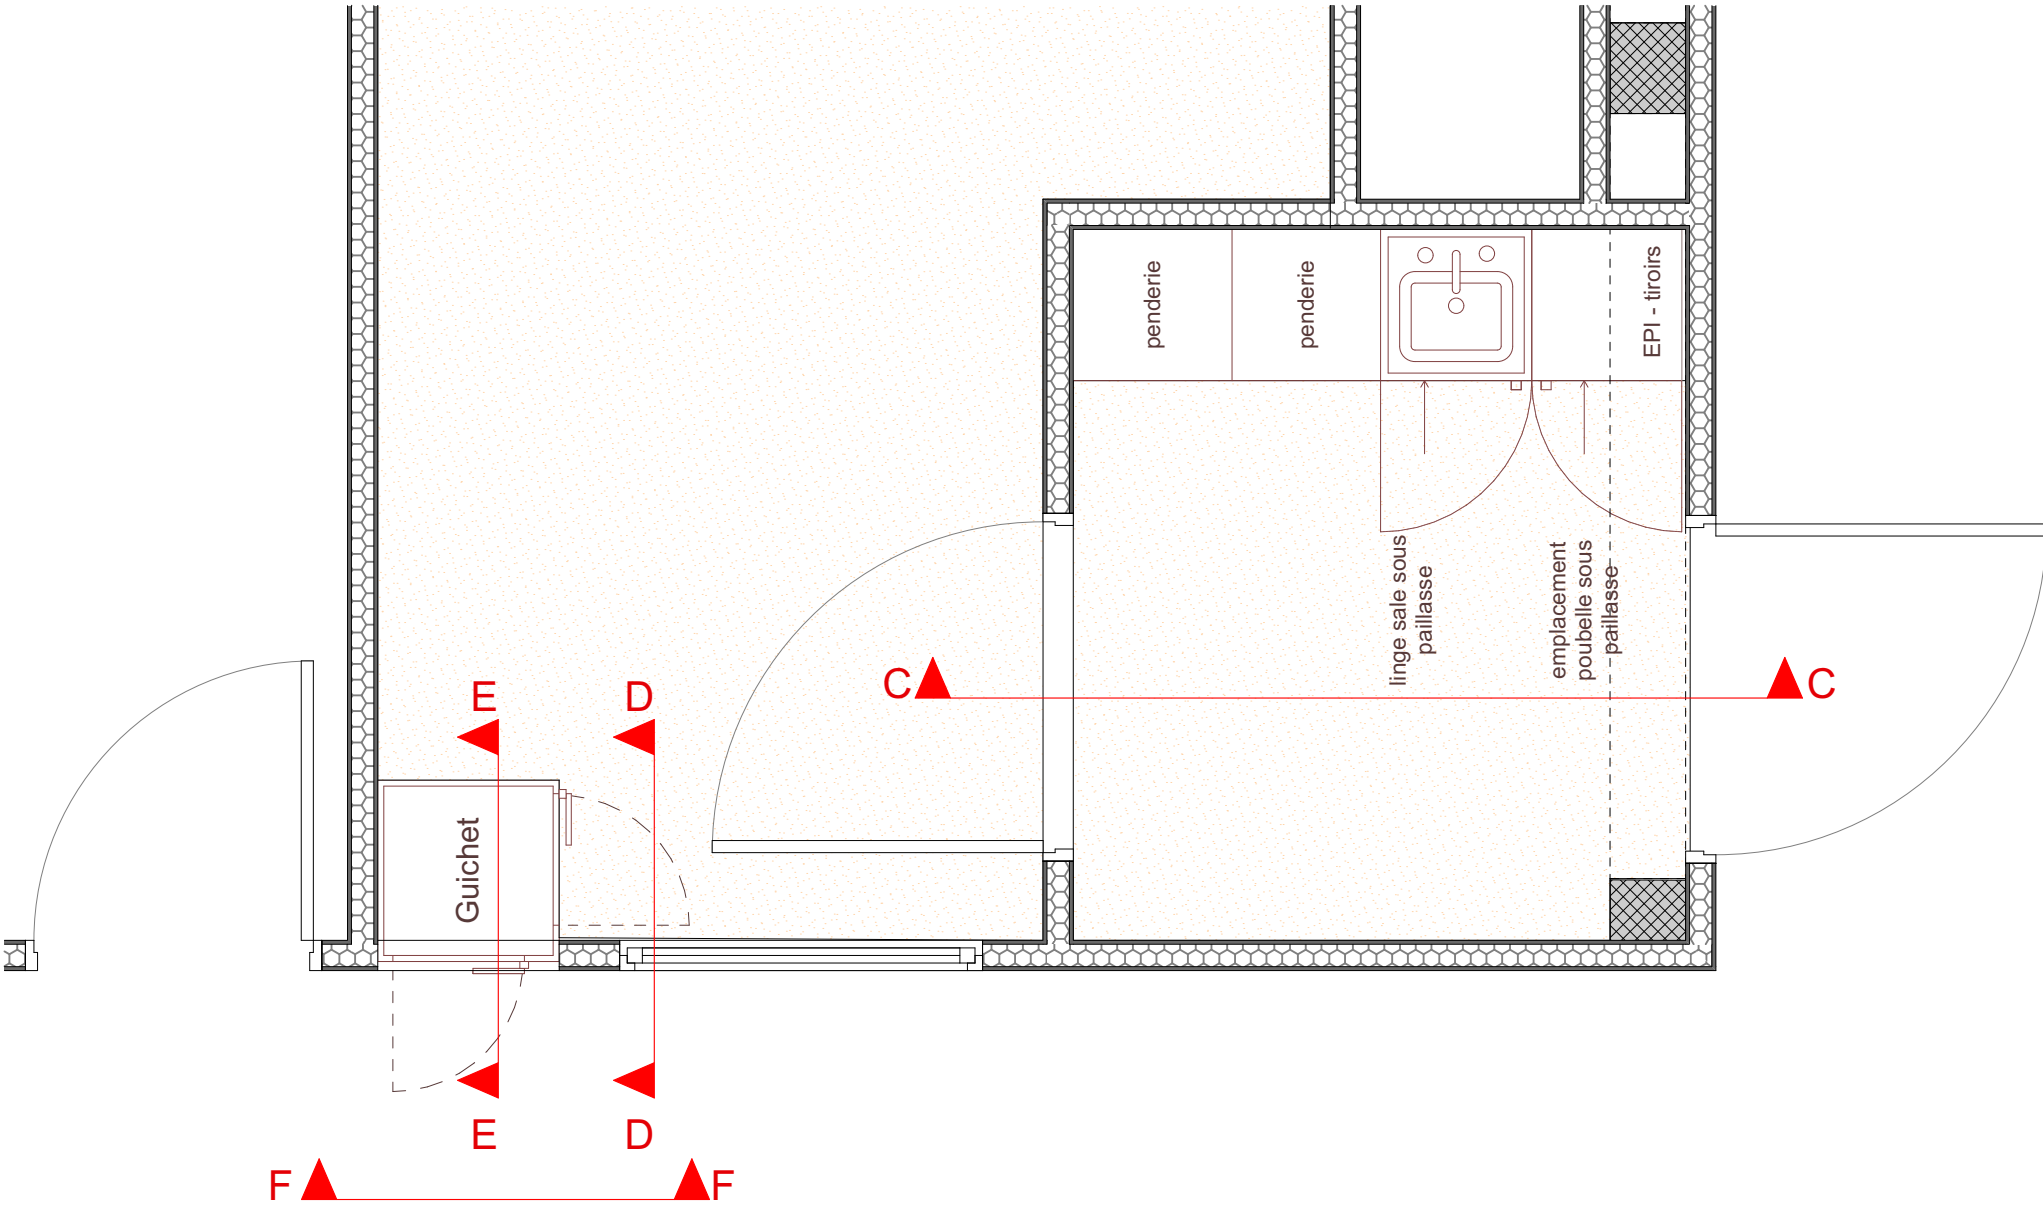 penderie
penderie
EPI - tiroirs
linge sale sous
paillasse
emplacement
poubelle sous
paillasse
C
C
E
D
Guichet
E
D
F
F